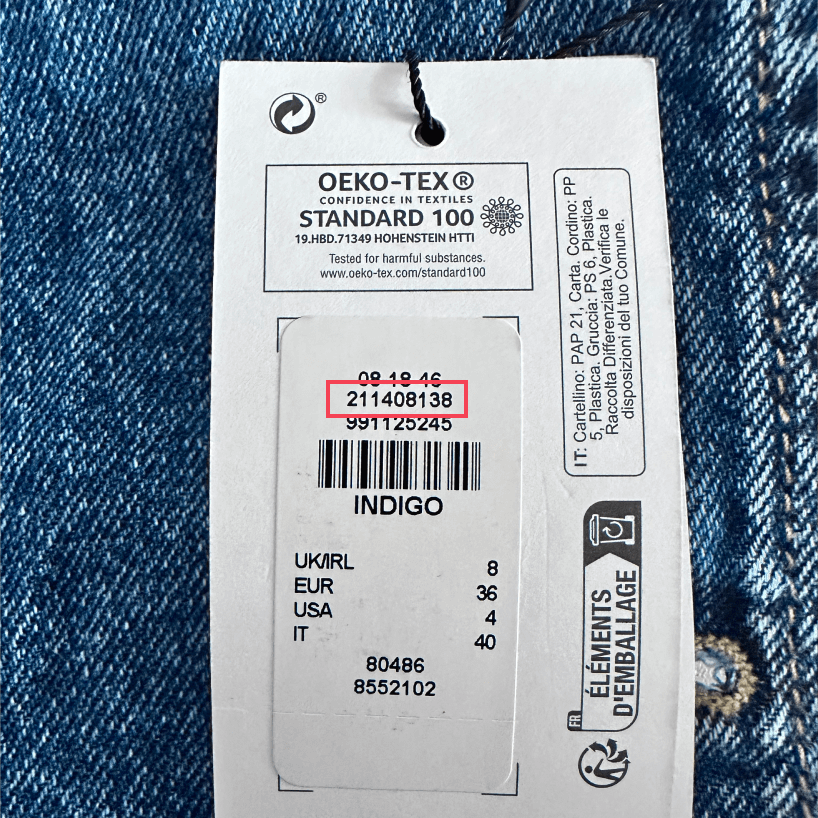 ®
OEKO-TEX®
CONFIDENCE IN TEXTILES
STANDARD 100
19.HBD.71349 HOHENSTEIN HTTI
Tested for harmful substances.
www.oeko-tex.com/standard100
IT: Cartellino: PAP 21, Carta. Cordino: PP
5, Plastica. Gruccia: PS 6, Plastica.
Raccolta Differenziata.Verifica le
disposizioni del tuo Comune.
08 18 46
211408138
991125245
INDIGO
UK/IRL 8
EUR 36
USA 4
IT 40
80486
8552102
FR
ÉLÉMENTS
D'EMBALLAGE